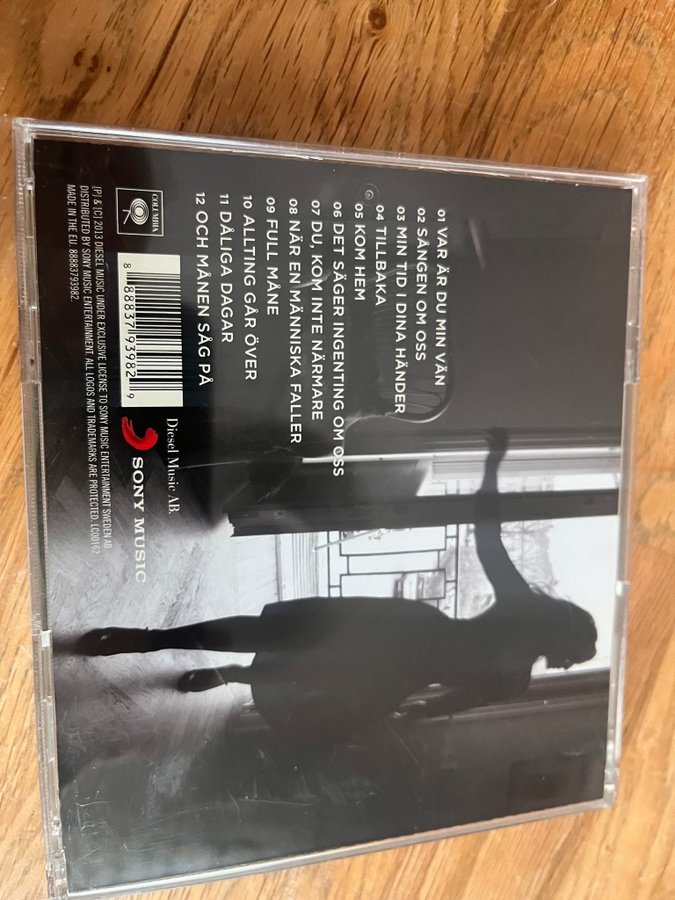 01 VAR ÄR DU MIN VÄN
02 SÅNGEN OM OSS
03 MIN TID I DINA HÄNDER
04 TILLBAKA
05 KOM HEM
06 DET SÄGER INGENTING OM OSS
07 DU, KOM INTE NÄRMARE
08 NÄR EN MÄNNISKA FALLER
09 FULL MÅNE
10 ALLTING GÅR ÖVER
11 DÅLIGA DAGAR
12 OCH MÅNEN SÅG PÅ
COLUMBIA
8 88837 93982 9
Diesel Music AB.
SONY MUSIC
[P] & [C] 2013 DIESEL MUSIC UNDER EXCLUSIVE LICENSE TO SONY MUSIC ENTERTAINMENT SWEDEN AB
DISTRIBUTED BY SONY MUSIC ENTERTAINMENT. ALL LOGOS AND TRADEMARKS ARE PROTECTED. LC00162
MADE IN THE EU. 88883793982.